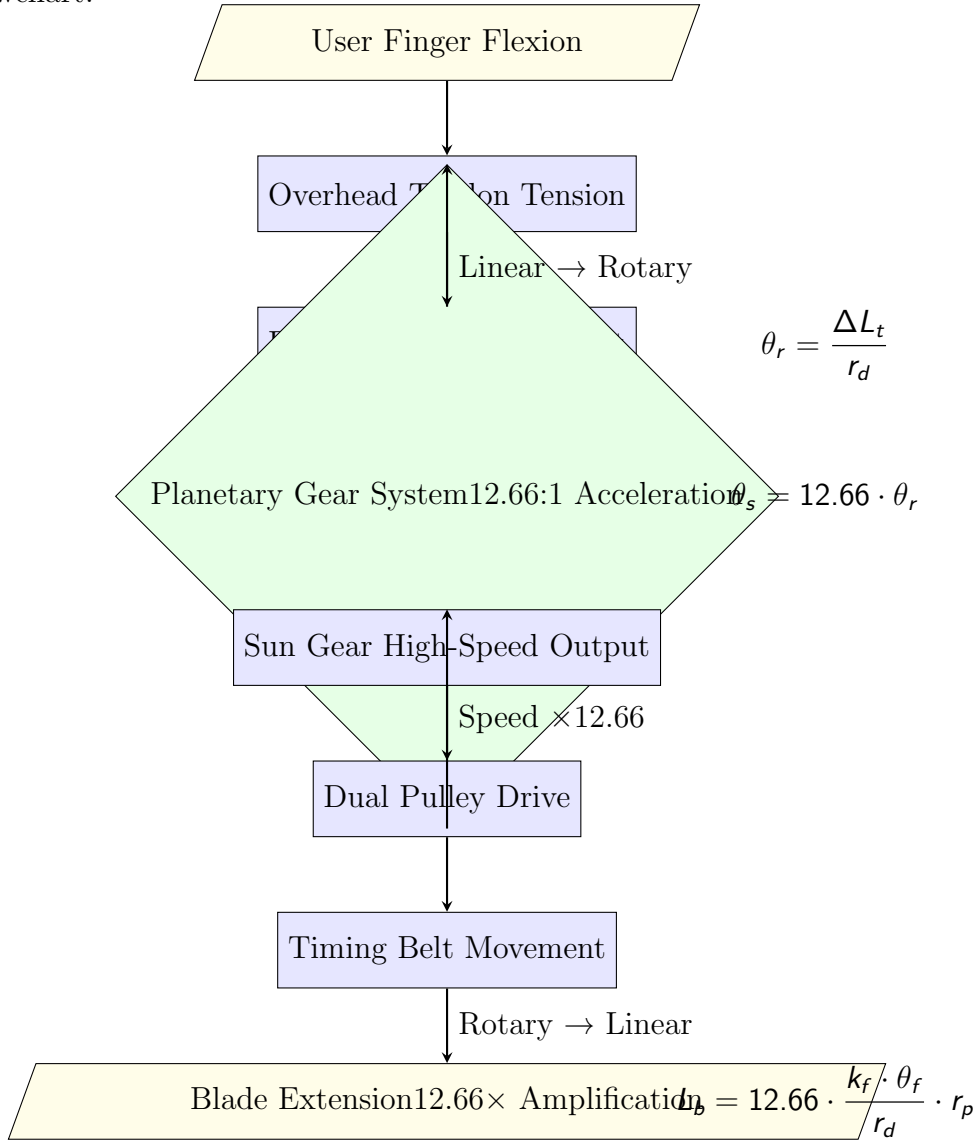 User Finger Flexion
Overhead Tendon Tension
Linear → Rotary
θ_r = ΔL_t / r_d
Planetary Gear System12.66:1 Acceleration
θ_s = 12.66 · θ_r
Sun Gear High-Speed Output
Speed ×12.66
Dual Pulley Drive
Timing Belt Movement
Rotary → Linear
Blade Extension12.66× Amplification
L_b = 12.66 · k_f · θ_f / r_d · r_p